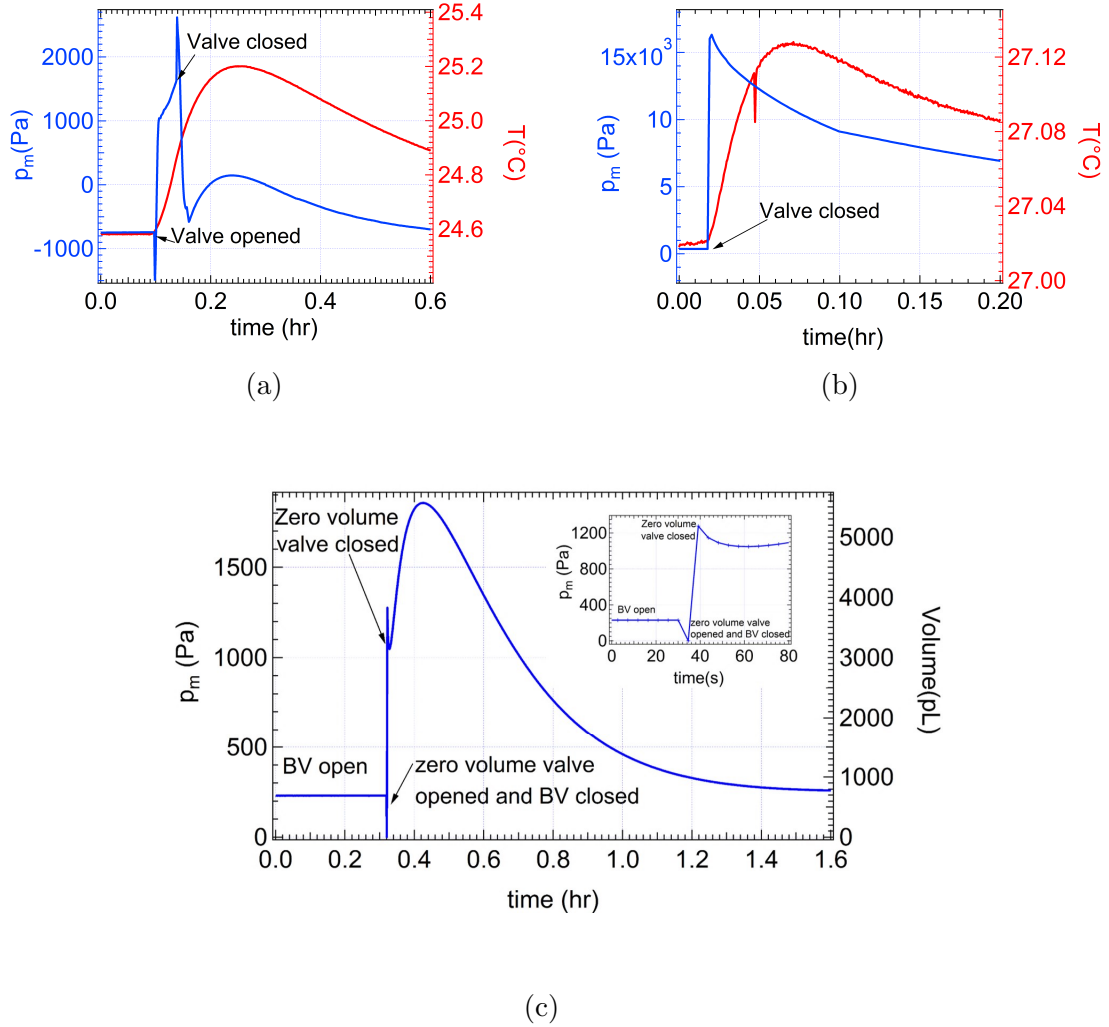 2000
1000
0
-1000
pm(Pa)
Valve closed
Valve opened
25.4
25.2
25.0
24.8
24.6
T(°C)
0.0 0.2 0.4 0.6
time (hr)
(a)
15x10³
10
5
0
pm (Pa)
Valve closed
27.12
27.08
27.04
27.00
T(°C)
0.00 0.05 0.10 0.15 0.20
time(hr)
(b)
1500
1000
500
0
pm (Pa)
Zero volume
valve closed
BV open
zero volume valve
opened and BV closed
5000
4000
3000
2000
1000
0
Volume(pL)
0.0 0.2 0.4 0.6 0.8 1.0 1.2 1.4 1.6
time (hr)
1200
800
400
0
pm (Pa)
Zero volume
valve closed
BV open
zero volume valve
opened and BV closed
0 20 40 60 80
time(s)
(c)